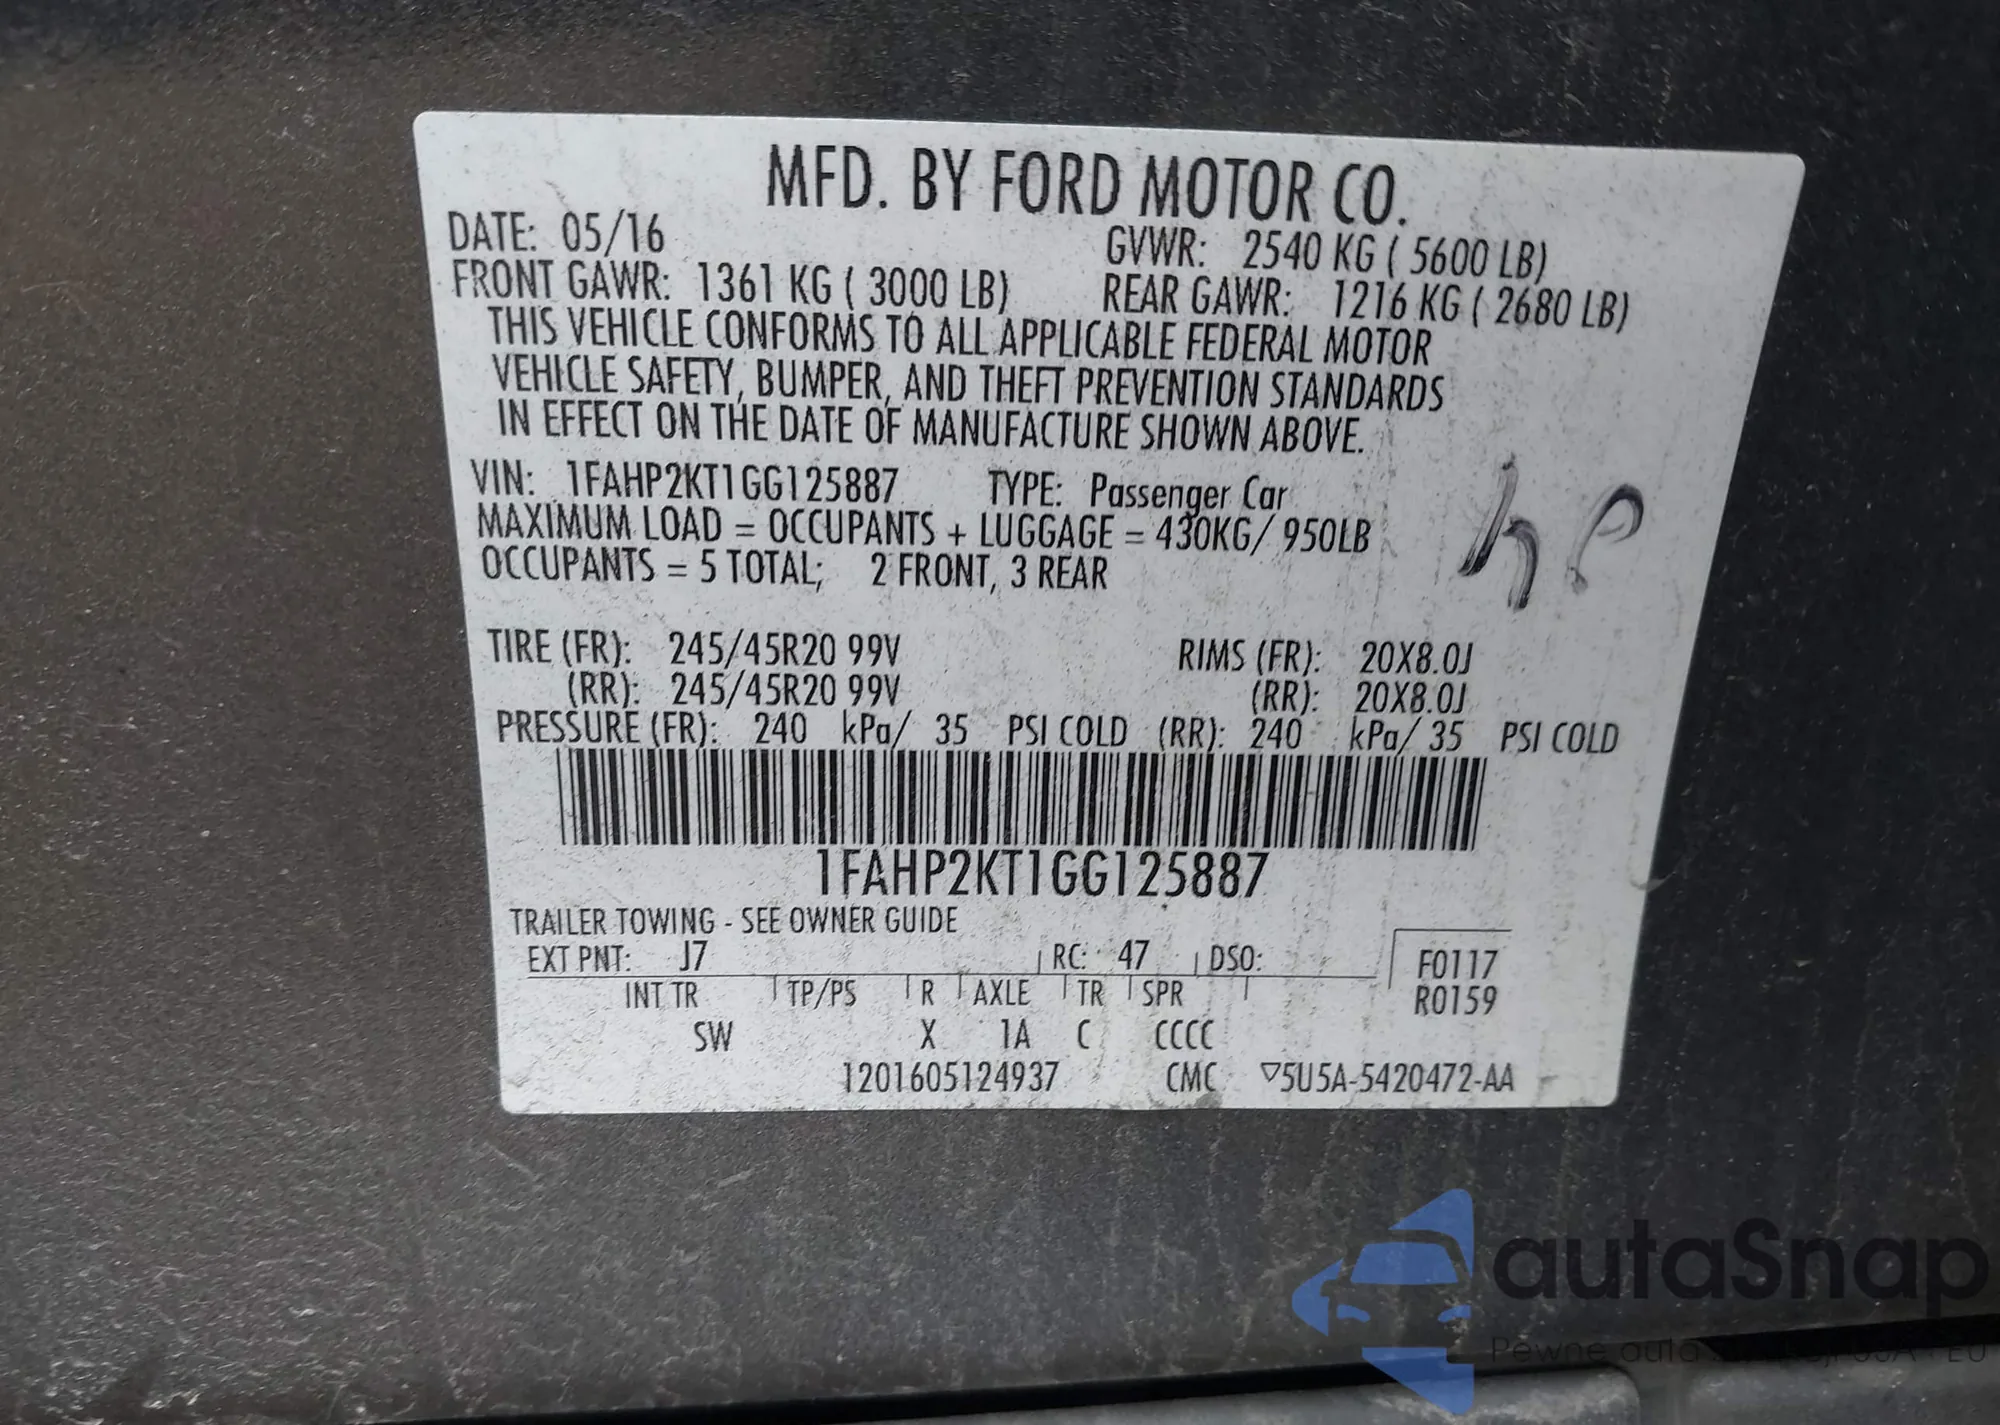 MFD. BY FORD MOTOR CO.
DATE: 05/16 GVWR: 2540 KG ( 5600 LB)
FRONT GAWR: 1361 KG ( 3000 LB) REAR GAWR: 1216 KG ( 2680 LB)
THIS VEHICLE CONFORMS TO ALL APPLICABLE FEDERAL MOTOR
VEHICLE SAFETY, BUMPER, AND THEFT PREVENTION STANDARDS
IN EFFECT ON THE DATE OF MANUFACTURE SHOWN ABOVE.
VIN: 1FAHP2KT1GG125887 TYPE: Passenger Car
MAXIMUM LOAD = OCCUPANTS + LUGGAGE = 430KG/ 950LB
OCCUPANTS = 5 TOTAL; 2 FRONT, 3 REAR
TIRE (FR): 245/45R20 99V RIMS (FR): 20X8.0J
(RR): 245/45R20 99V (RR): 20X8.0J
PRESSURE (FR): 240 kPa/ 35 PSI COLD (RR): 240 kPa/ 35 PSI COLD
1FAHP2KT1GG125887
TRAILER TOWING - SEE OWNER GUIDE
EXT PNT: J7 RC: 47 DSO: F0117
INT TR TP/PS R AXLE TR SPR R0159
SW X 1A C CCCC
1201605124937 CMC ▽5U5A-5420472-AA
autaSnap
Pewne auta